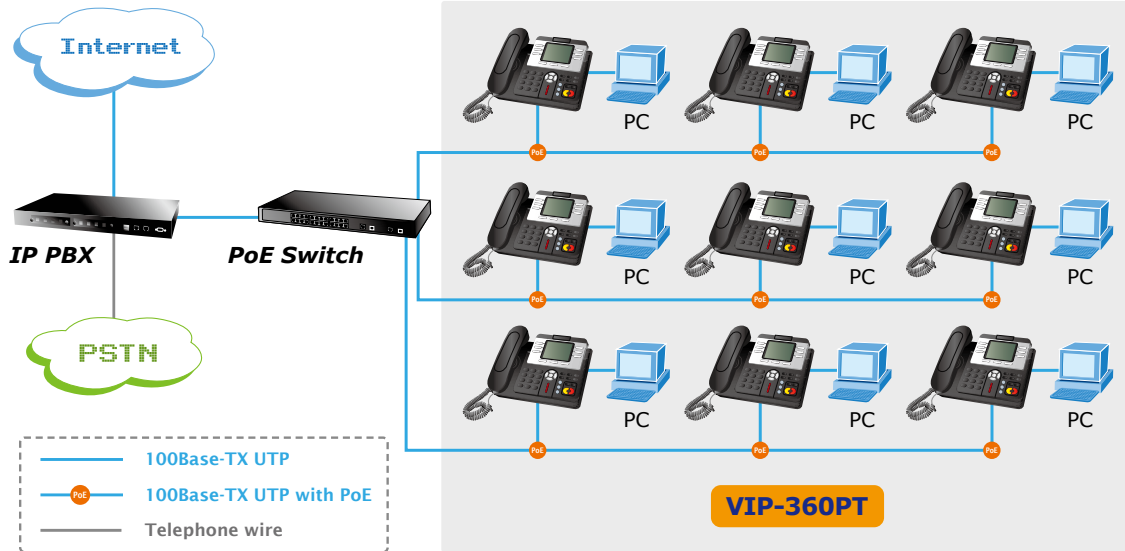 Internet
PC
PC
PC
PoE
PoE
PoE
IP PBX
PoE Switch
PC
PC
PC
PoE
PoE
PoE
PSTN
PC
PC
PC
PoE
PoE
PoE
100Base-TX UTP
PoE
100Base-TX UTP with PoE
Telephone wire
VIP-360PT